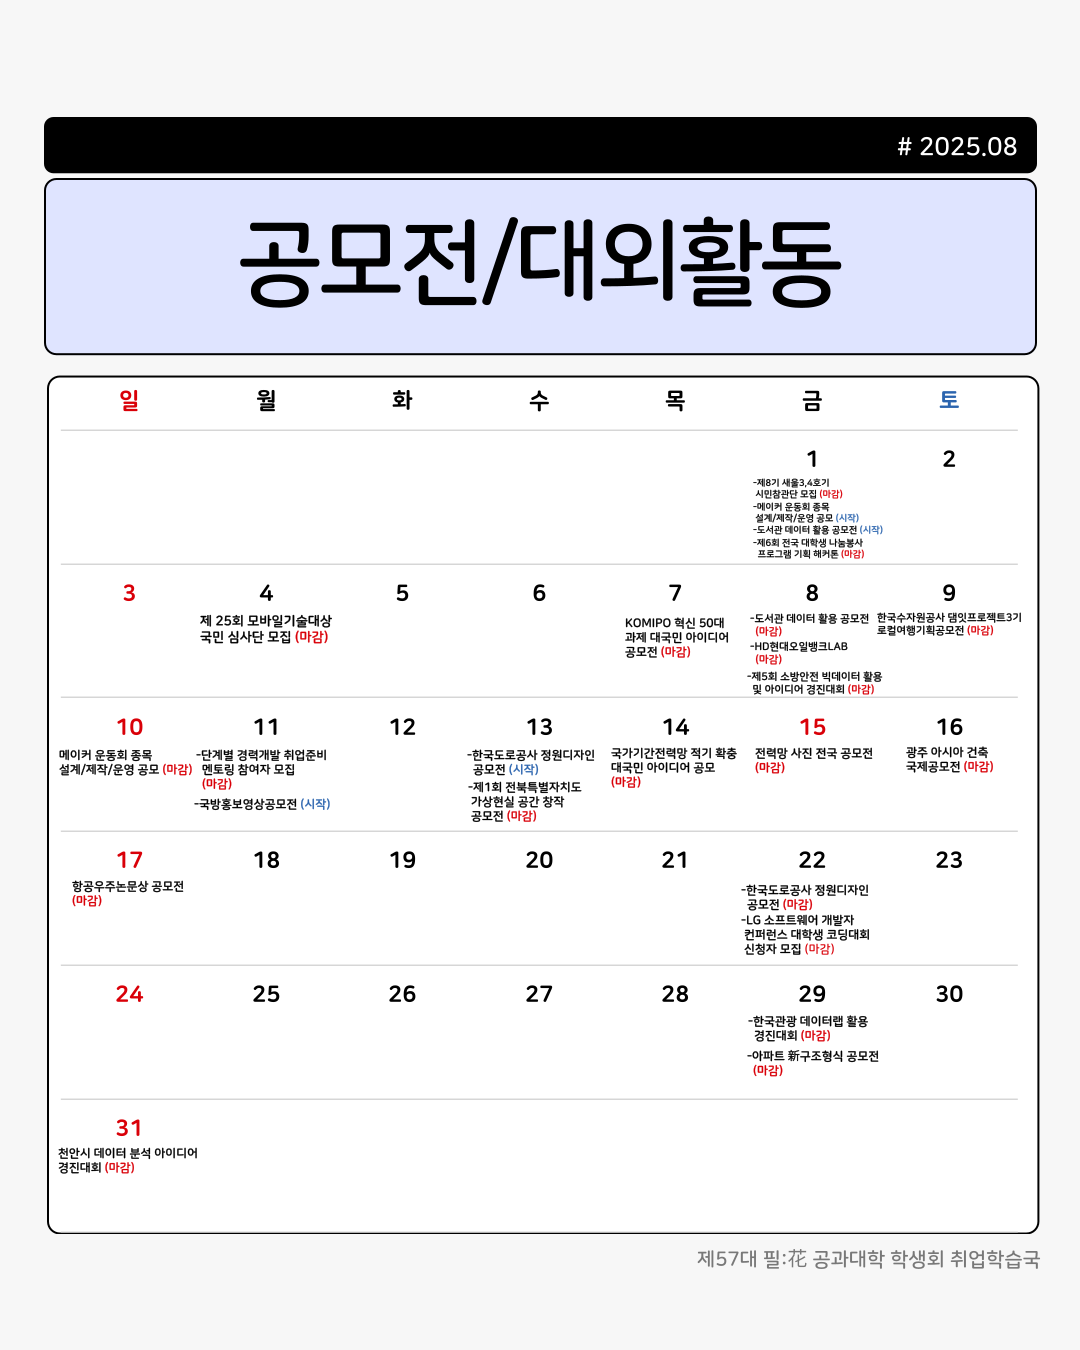 # 2025.08
공모전/대외활동
일 월 화 수 목 금 토
1 2
-제8기 새울3,4호기
시민참관단 모집 (마감)
-메이커 운동회 종목
설계/제작/운영 공모 (시작)
-도서관 데이터 활용 공모전 (시작)
-제6회 전국 대학생 나눔봉사
프로그램 기획 해커톤 (마감)
3 4 5 6 7 8 9
제 25회 모바일기술대상
국민 심사단 모집 (마감)
KOMIPO 혁신 50대
과제 대국민 아이디어
공모전 (마감)
-도서관 데이터 활용 공모전
(마감)
-HD현대오일뱅크LAB
(마감)
-제5회 소방안전 빅데이터 활용
및 아이디어 경진대회 (마감)
한국수자원공사 댐잇프로젝트3기
로컬여행기획공모전 (마감)
10 11 12 13 14 15 16
메이커 운동회 종목
설계/제작/운영 공모 (마감)
-단계별 경력개발 취업준비
멘토링 참여자 모집
(마감)
-국방홍보영상공모전 (시작)
-한국도로공사 정원디자인
공모전 (시작)
-제1회 전북특별자치도
가상현실 공간 창작
공모전 (마감)
국가기간전력망 적기 확충
대국민 아이디어 공모
(마감)
전력망 사진 전국 공모전
(마감)
광주 아시아 건축
국제공모전 (마감)
17 18 19 20 21 22 23
항공우주논문상 공모전
(마감)
-한국도로공사 정원디자인
공모전 (마감)
-LG 소프트웨어 개발자
컨퍼런스 대학생 코딩대회
신청자 모집 (마감)
24 25 26 27 28 29 30
-한국관광 데이터랩 활용
경진대회 (마감)
-아파트 新구조형식 공모전
(마감)
31
천안시 데이터 분석 아이디어
경진대회 (마감)
제57대 필:花 공과대학 학생회 취업학습국